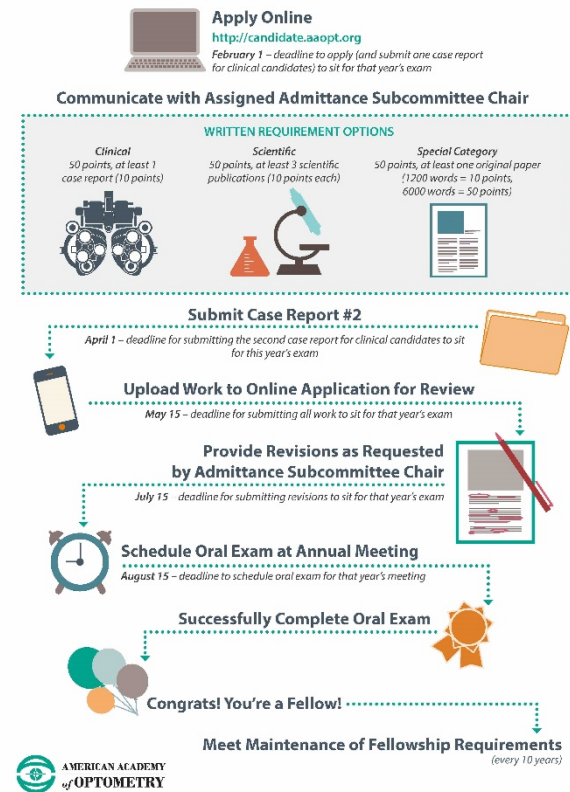 Apply Online
http://candidate.aaopt.org
February 1 – deadline to apply (and submit one case report
for clinical candidates) to sit for that year's exam
Communicate with Assigned Admittance Subcommittee Chair
WRITTEN REQUIREMENT OPTIONS
Clinical
50 points, at least 1
case report (10 points)
Scientific
50 points, at least 3 scientific
publications (10 points each)
Special Category
50 points, at least one original paper
(1200 words = 10 points,
6000 words = 50 points)
Submit Case Report #2
April 1 – deadline for submitting the second case report for clinical candidates to sit
for this year's exam
Upload Work to Online Application for Review
May 15 – deadline for submitting all work to sit for that year's exam
Provide Revisions as Requested
by Admittance Subcommittee Chair
July 15 deadline for submitting revisions to sit for that year's exam
Schedule Oral Exam at Annual Meeting
August 15 – deadline to schedule oral exam for that year's meeting
Successfully Complete Oral Exam
Congrats! You're a Fellow!
Meet Maintenance of Fellowship Requirements
(every 10 years)
AMERICAN ACADEMY
of OPTOMETRY